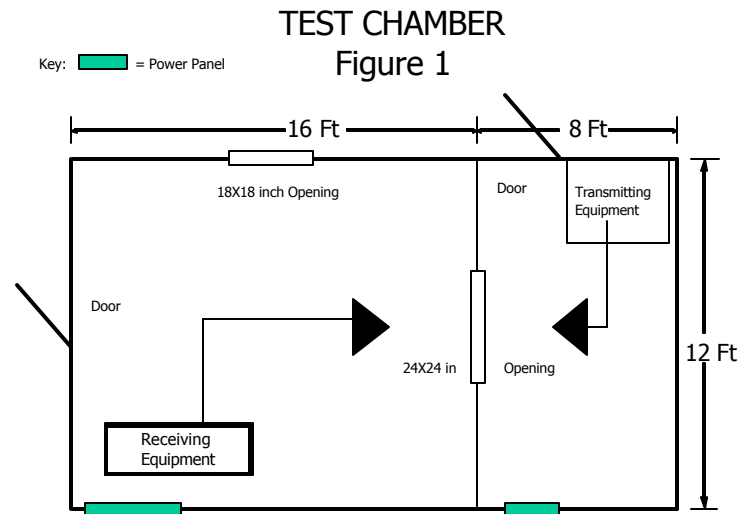 TEST CHAMBER
Figure 1
Key: = Power Panel
16 Ft
8 Ft
18X18 inch Opening
Door
Transmitting
Equipment
Door
12 Ft
24X24 in Opening
Receiving
Equipment